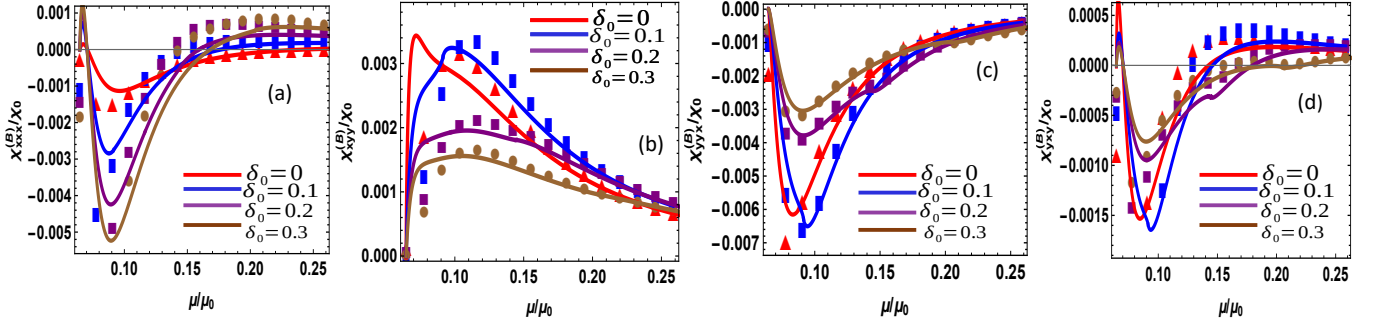 χ_xxx^(B)/χ₀
0.001
0.000
−0.001
−0.002
−0.003
−0.004
−0.005
(a)
δ₀=0
δ₀=0.1
δ₀=0.2
δ₀=0.3
0.10
0.15
0.20
0.25
μ/μ₀
χ_xyy^(B)/χ₀
0.003
0.002
0.001
0.000
(b)
δ₀=0
δ₀=0.1
δ₀=0.2
δ₀=0.3
0.10
0.15
0.20
0.25
μ/μ₀
χ_yyx^(B)/χ₀
0.000
−0.001
−0.002
−0.003
−0.004
−0.005
−0.006
−0.007
(c)
δ₀=0
δ₀=0.1
δ₀=0.2
δ₀=0.3
0.10
0.15
0.20
0.25
μ/μ₀
χ_yxx^(B)/χ₀
0.0005
0.0000
−0.0005
−0.0010
−0.0015
(d)
δ₀=0
δ₀=0.1
δ₀=0.2
δ₀=0.3
0.10
0.15
0.20
0.25
μ/μ₀